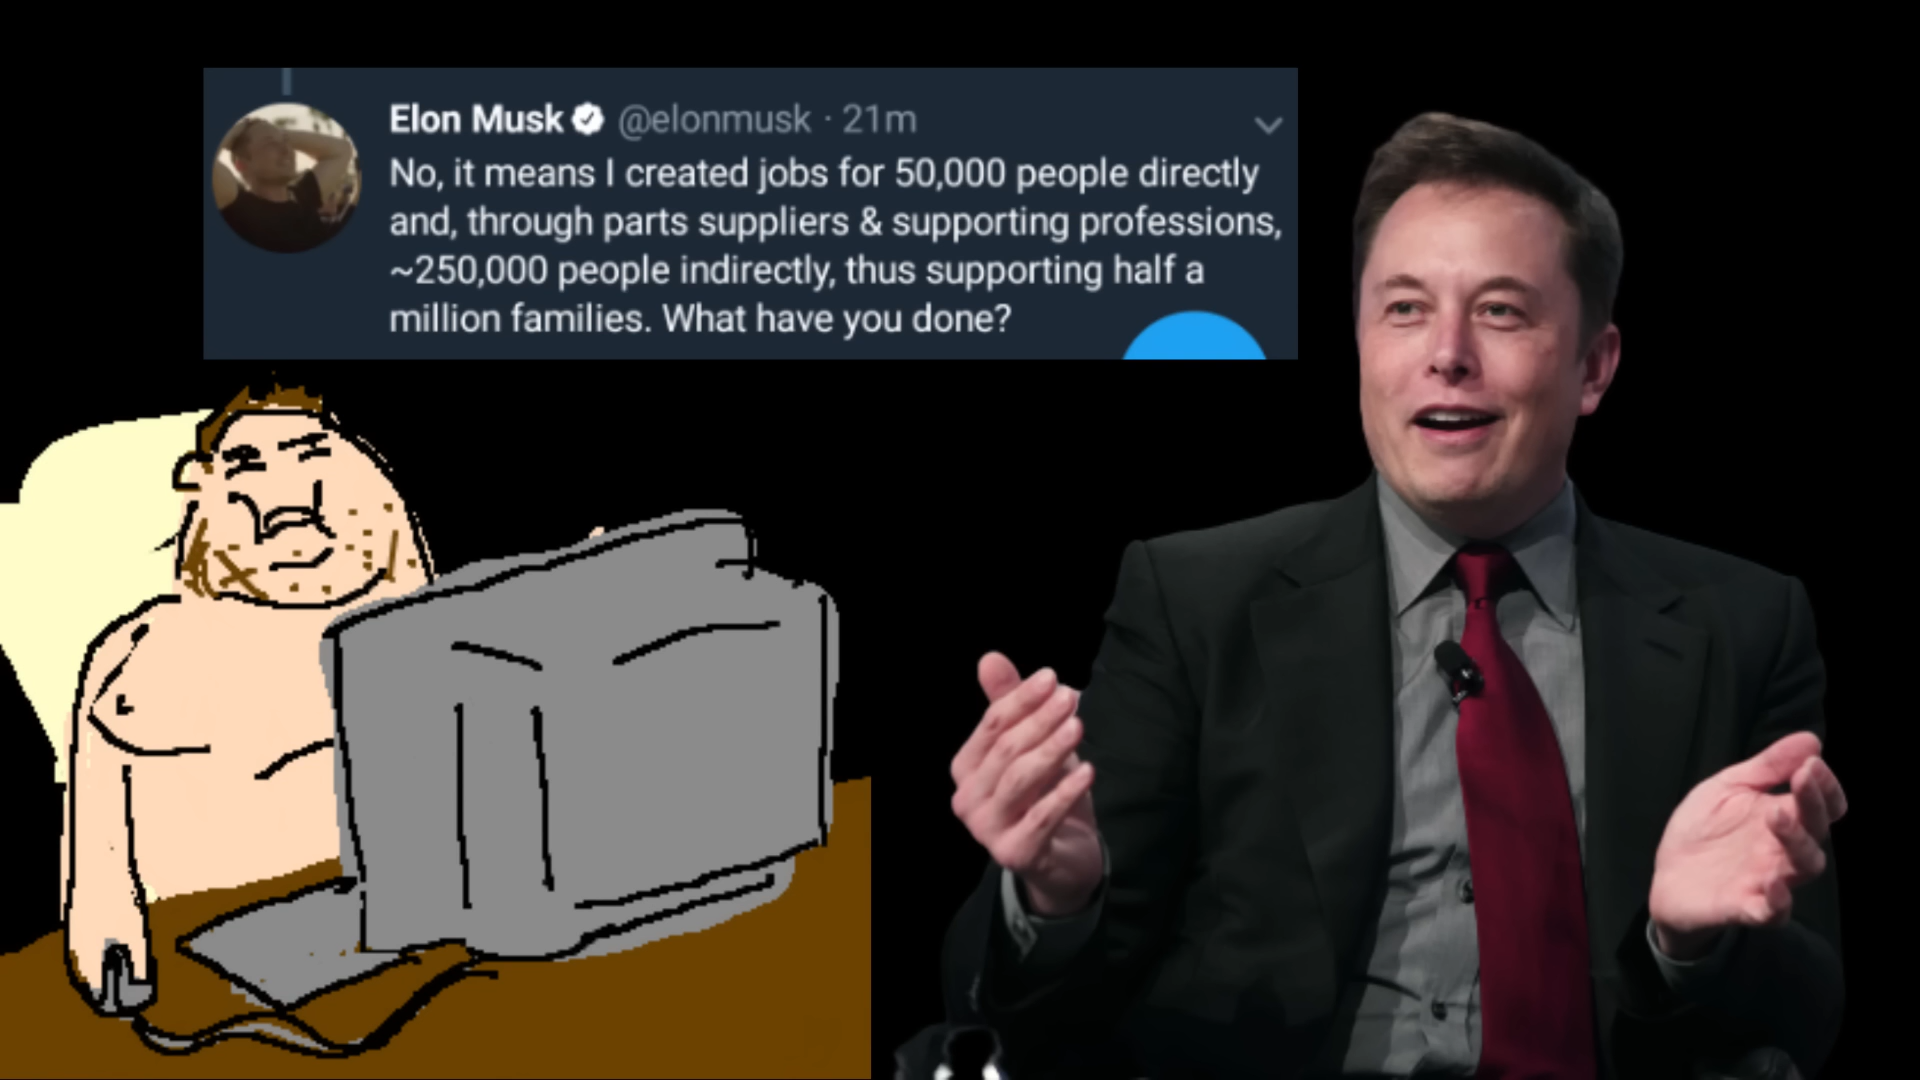 Elon Musk @elonmusk · 21m
No, it means I created jobs for 50,000 people directly
and, through parts suppliers & supporting professions,
~250,000 people indirectly, thus supporting half a
million families. What have you done?